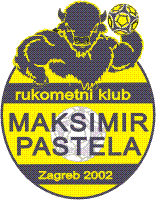 rukometni klub
MAKSIMIR
PASTELA
Zagreb 2002